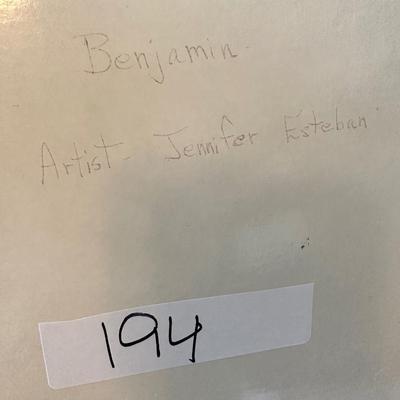 Benjamin
Artist - Jennifer Esteban
194